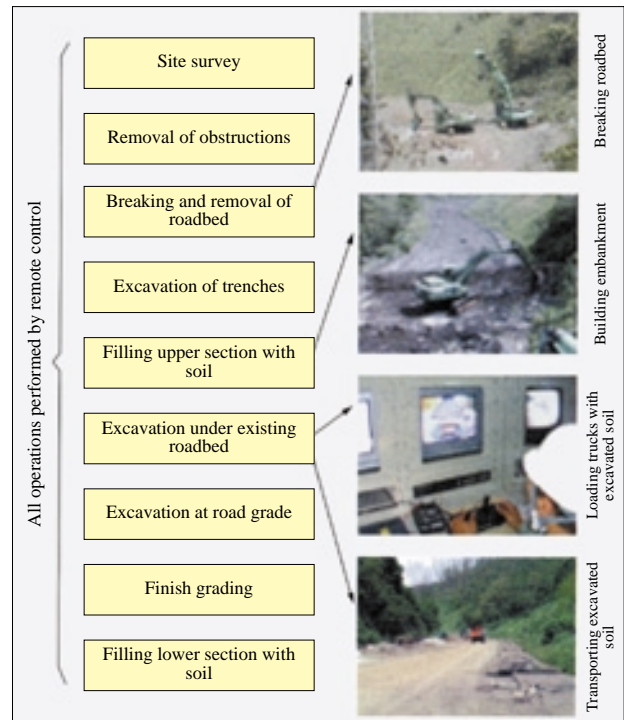 All operations performed by remote control
Site survey
Removal of obstructions
Breaking and removal of
roadbed
Excavation of trenches
Filling upper section with
soil
Excavation under existing
roadbed
Excavation at road grade
Finish grading
Filling lower section with
soil
Breaking roadbed
Building embankment
Loading trucks with
excavated soil
Transporting excavated
soil